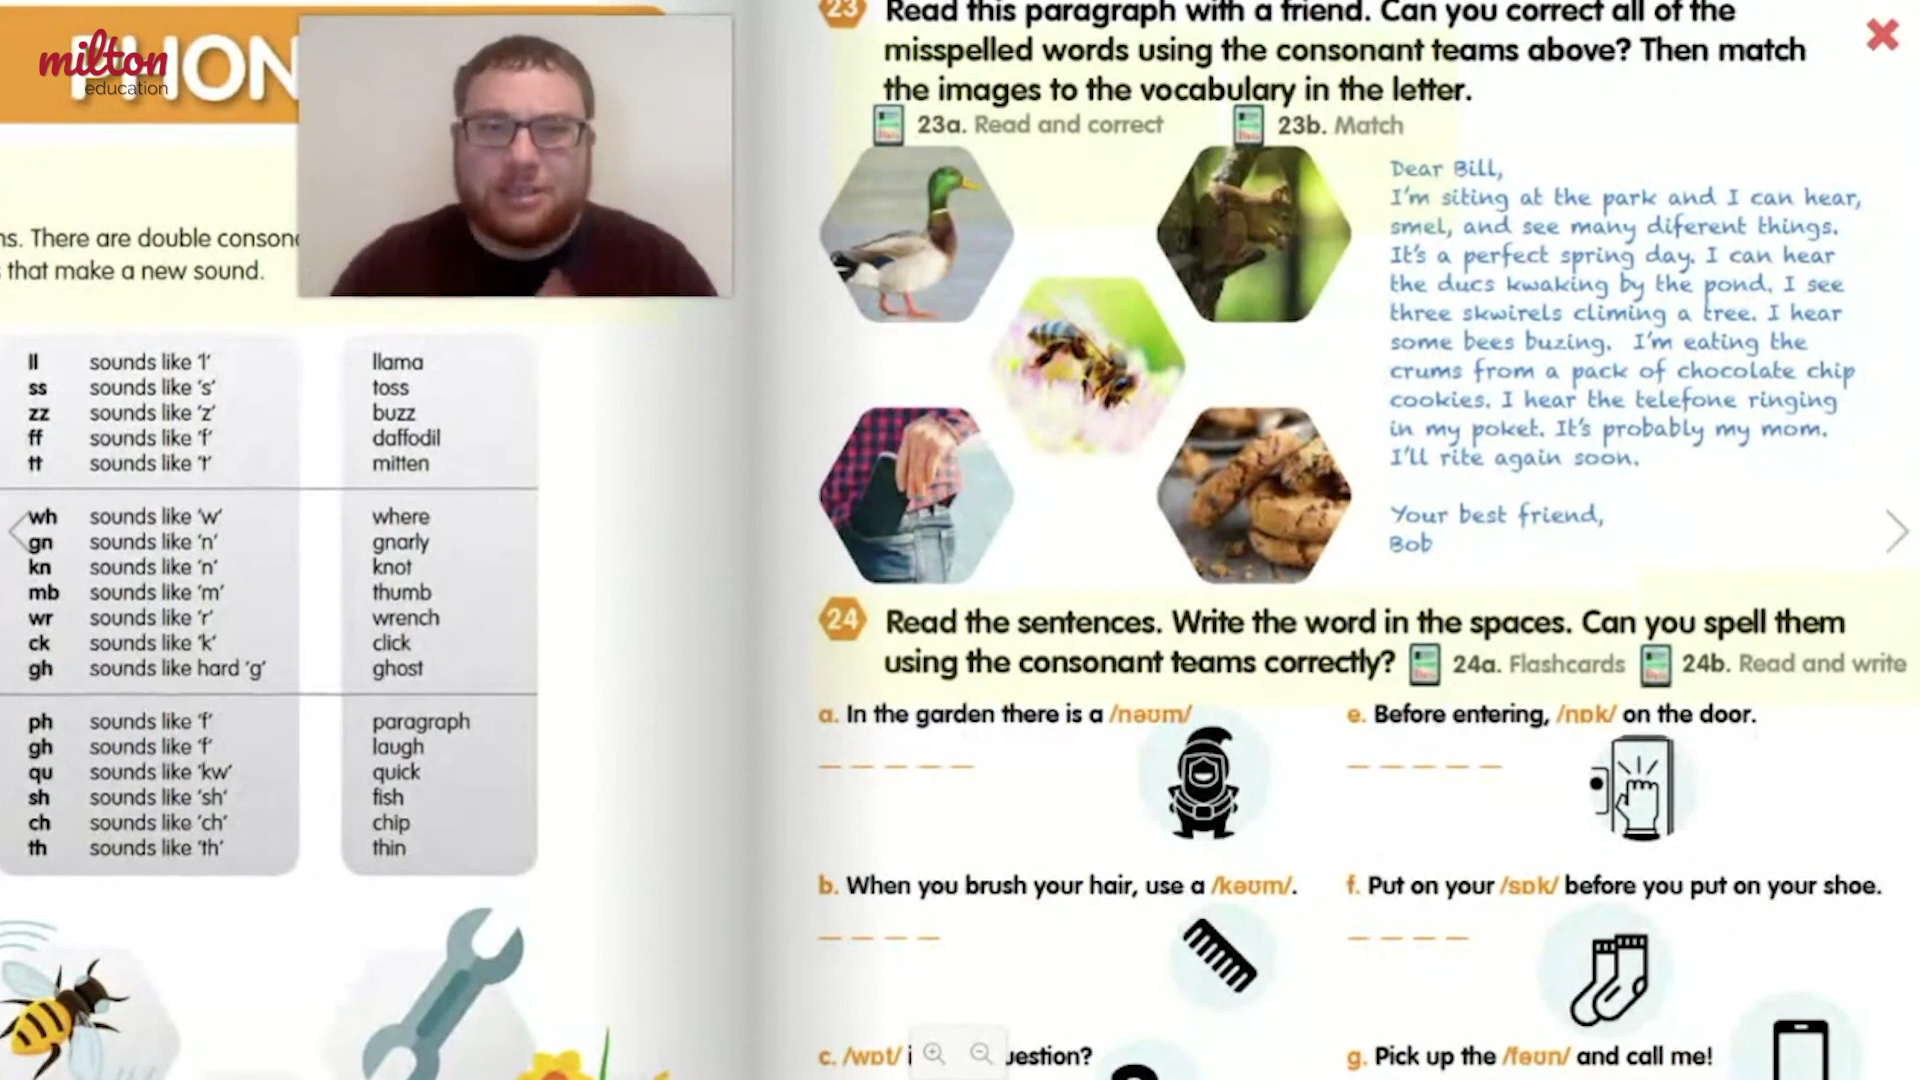 milton
education
PHON
ns. There are double conson
s that make a new sound.
ll sounds like 'l' llama
ss sounds like 's' toss
zz sounds like 'z' buzz
ff sounds like 'f' daffodil
tt sounds like 't' mitten
wh sounds like 'w' where
gn sounds like 'n' gnarly
kn sounds like 'n' knot
mb sounds like 'm' thumb
wr sounds like 'r' wrench
ck sounds like 'k' click
gh sounds like hard 'g' ghost
ph sounds like 'f' paragraph
gh sounds like 'f' laugh
qu sounds like 'kw' quick
sh sounds like 'sh' fish
ch sounds like 'ch' chip
th sounds like 'th' thin
23 Read this paragraph with a friend. Can you correct all of the
misspelled words using the consonant teams above? Then match
the images to the vocabulary in the letter.
23a. Read and correct 23b. Match
Dear Bill,
I'm siting at the park and I can hear,
smel, and see many diferent things.
It's a perfect spring day. I can hear
the ducs kwaking by the pond. I see
three skwirels climing a tree. I hear
some bees buzing. I'm eating the
crums from a pack of chocolate chip
cookies. I hear the telefone ringing
in my poket. It's probably my mom.
I'll rite again soon.
Your best friend,
Bob
24 Read the sentences. Write the word in the spaces. Can you spell them
using the consonant teams correctly? 24a. Flashcards 24b. Read and write
a. In the garden there is a /nəʊm/
e. Before entering, /nɒk/ on the door.
b. When you brush your hair, use a /kəʊm/.
f. Put on your /sɒk/ before you put on your shoe.
c. /wɒt/ i uestion?
g. Pick up the /fəʊn/ and call me!